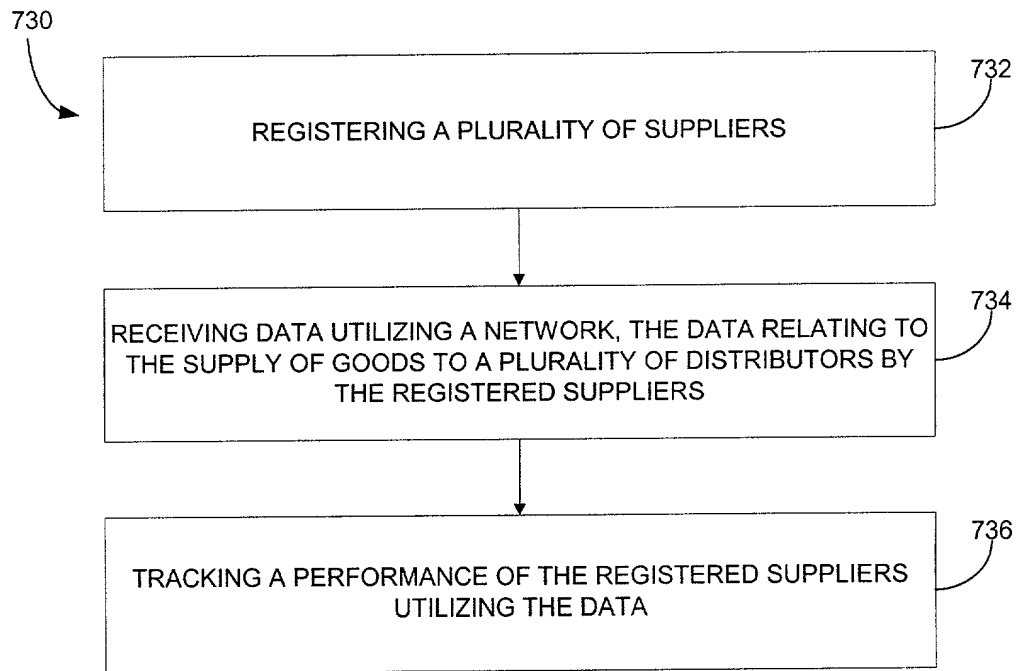 730
732
REGISTERING A PLURALITY OF SUPPLIERS
734
RECEIVING DATA UTILIZING A NETWORK, THE DATA RELATING TO
THE SUPPLY OF GOODS TO A PLURALITY OF DISTRIBUTORS BY
THE REGISTERED SUPPLIERS
736
TRACKING A PERFORMANCE OF THE REGISTERED SUPPLIERS
UTILIZING THE DATA